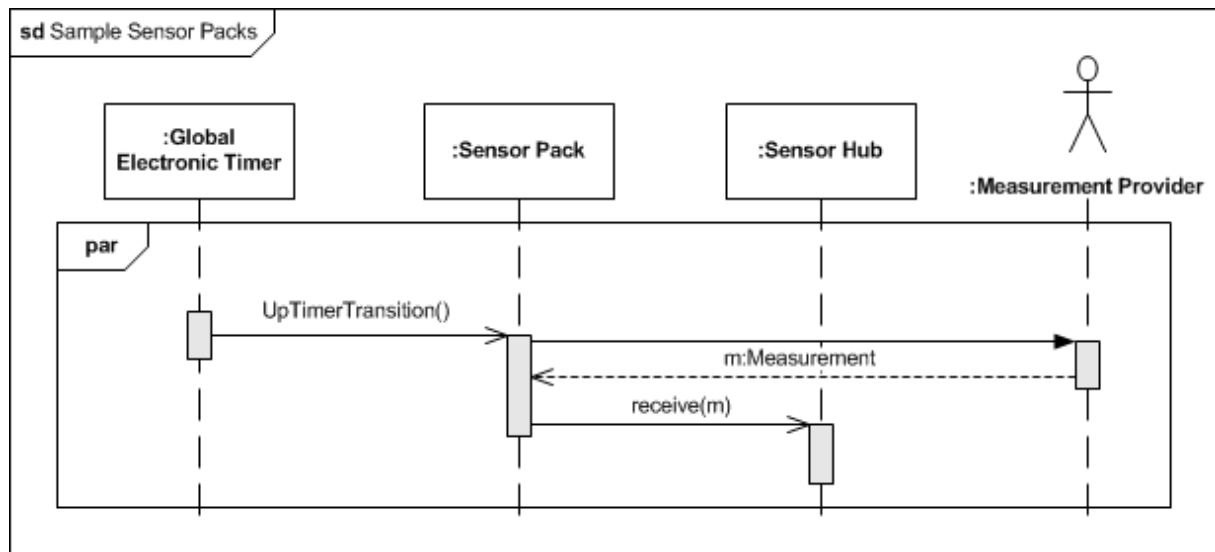 sd Sample Sensor Packs
:Global
Electronic Timer
:Sensor Pack
:Sensor Hub
:Measurement Provider
par
UpTimerTransition()
m:Measurement
receive(m)